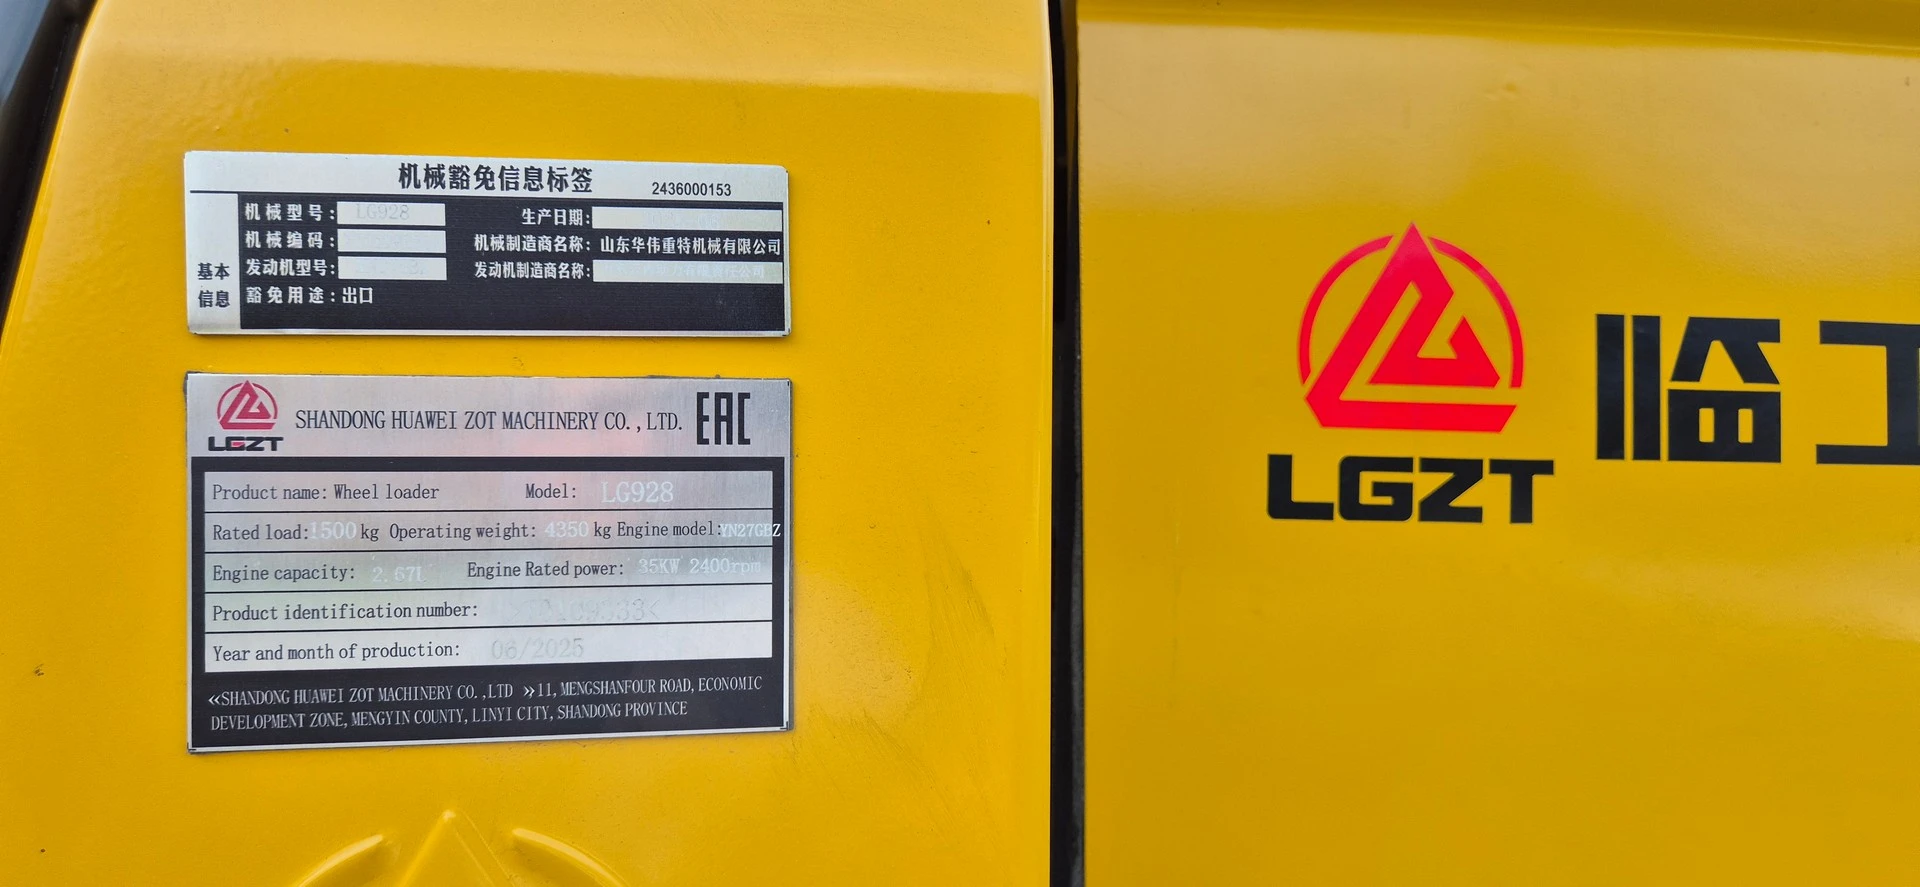 机械豁免信息标签 2436000153
机械型号: LG928 生产日期:
机械编码: 机械制造商名称: 山东华伟重特机械有限公司
发动机型号: 发动机制造商名称:
豁免用途: 出口
基本
信息
LGZT
SHANDONG HUAWEI ZOT MACHINERY CO.,LTD. EAC
Product name: Wheel loader Model: LG928
Rated load: 1500 kg Operating weight: 4350 kg Engine model: YN27GBZ
Engine capacity: 2.67L Engine Rated power: 35KW 2400rpm
Product identification number:
Year and month of production: 06/2025
«SHANDONG HUAWEI ZOT MACHINERY CO.,LTD »11, MENGSHANFOUR ROAD, ECONOMIC
DEVELOPMENT ZONE, MENGYIN COUNTY, LINYI CITY, SHANDONG PROVINCE
LGZT
临工